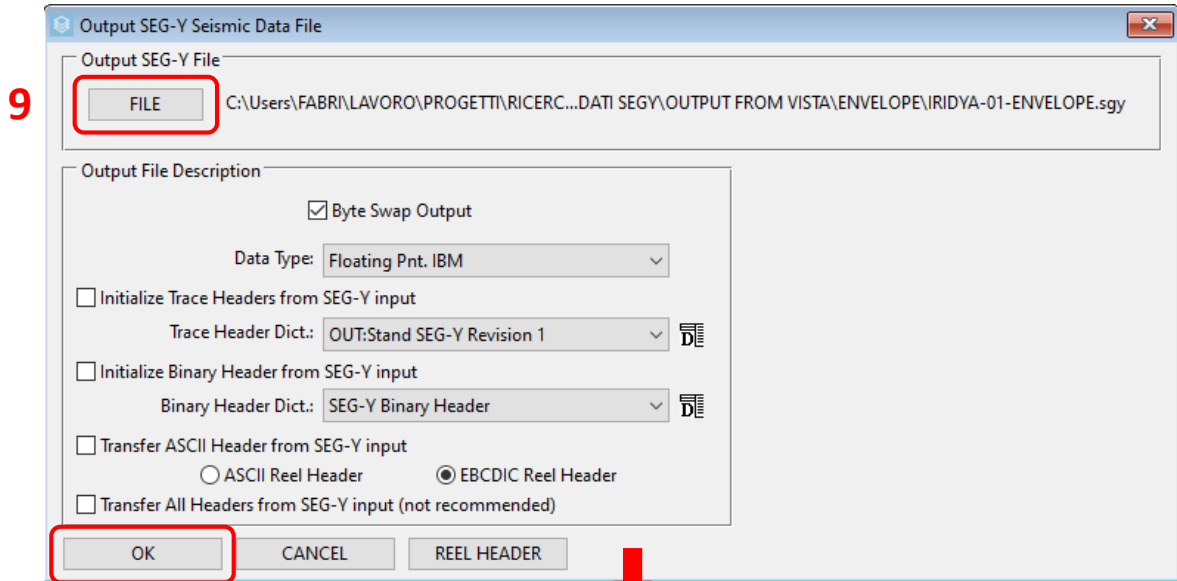 Output SEG-Y Seismic Data File
Output SEG-Y File
9
FILE
C:\Users\FABRI\LAVORO\PROGETTI\RICERC...DATI SEGY\OUTPUT FROM VISTA\ENVELOPE\IRIDYA-01-ENVELOPE.sgy
Output File Description
Byte Swap Output
Data Type: Floating Pnt. IBM
Initialize Trace Headers from SEG-Y input
Trace Header Dict.: OUT:Stand SEG-Y Revision 1
D
Initialize Binary Header from SEG-Y input
Binary Header Dict.: SEG-Y Binary Header
D
Transfer ASCII Header from SEG-Y input
ASCII Reel Header EBCDIC Reel Header
Transfer All Headers from SEG-Y input (not recommended)
OK CANCEL REEL HEADER